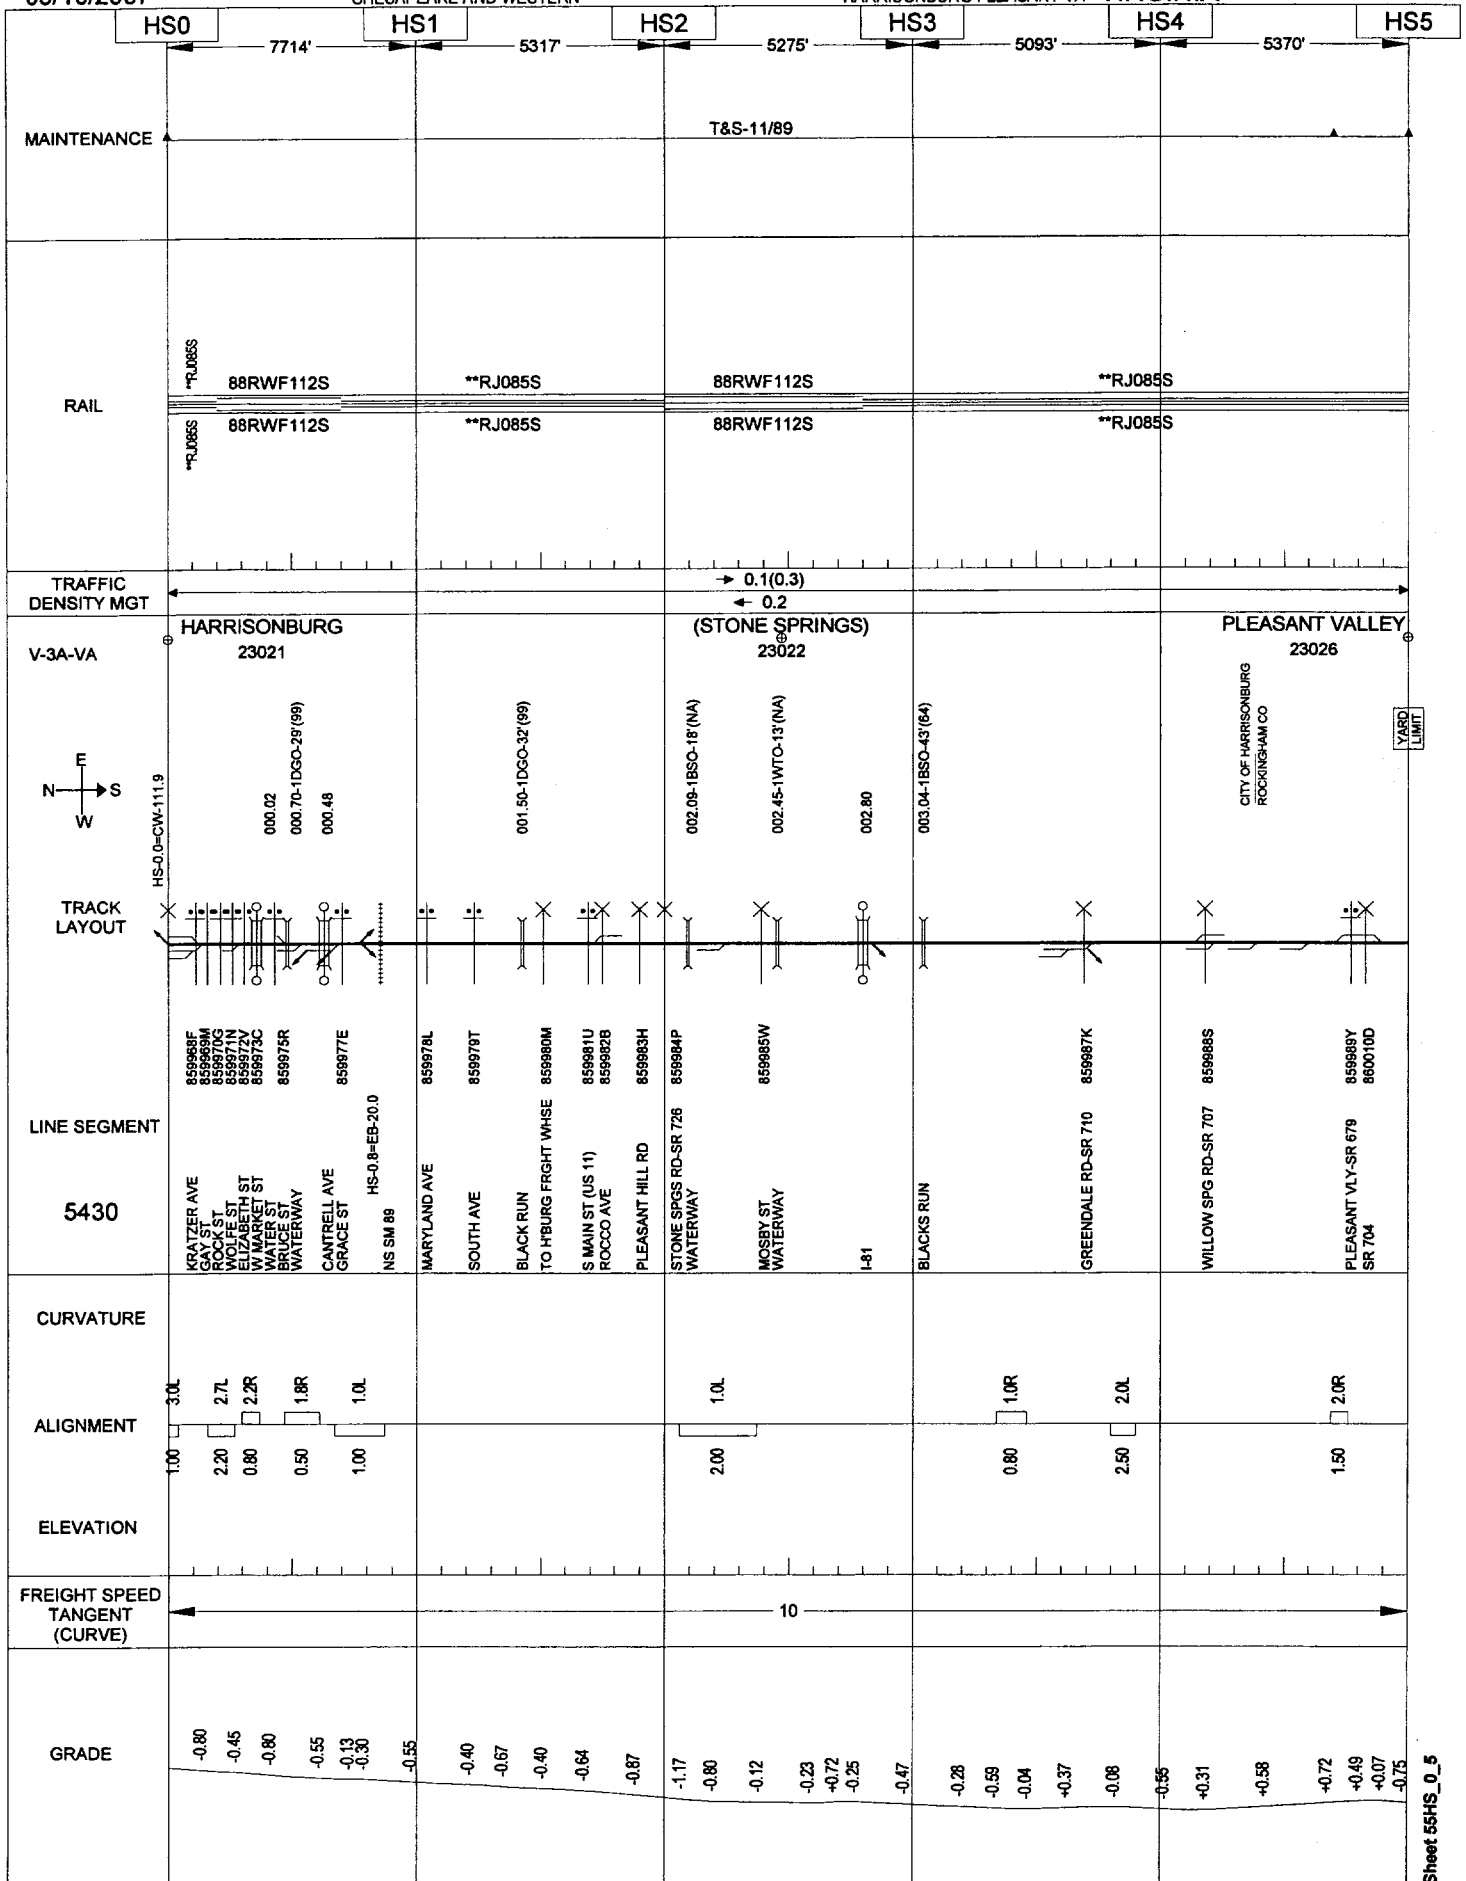 HS0 HS1 HS2 HS3 HS4 HS5
7714' 5317' 5275' 5093' 5370'
MAINTENANCE
T&S-11/89
RAIL
**RJ085S
88RWF112S **RJ085S 88RWF112S **RJ085S
88RWF112S **RJ085S 88RWF112S **RJ085S
**RJ085S
TRAFFIC
DENSITY MGT
→ 0.1(0.3)
← 0.2
V-3A-VA
HARRISONBURG
23021
(STONE SPRINGS)
23022
PLEASANT VALLEY
23026
E
N S
W
HS-0.0=CW-111.9
000.02
000.70-1DGO-29'(99)
000.48
001.50-1DGO-32'(99)
002.09-1BSO-18'(NA)
002.45-1WTO-13'(NA)
002.80
003.04-1BSO-43'(64)
CITY OF HARRISONBURG
ROCKINGHAM CO
YARD
LIMIT
TRACK
LAYOUT
859968F
859969M
859970G
859971N
859972V
859973C
859975R
859977E
859978L
859979T
859980M
859981U
859982B
859983H
859984P
859985W
859987K
859988S
859989Y
860010D
LINE SEGMENT
5430
KRATZER AVE
GAY ST
ROCK ST
WOLFE ST
ELIZABETH ST
W MARKET ST
WATER ST
BRUCE ST
WATERWAY
CANTRELL AVE
GRACE ST
HS-0.8=EB-20.0
NS SM 89
MARYLAND AVE
SOUTH AVE
BLACK RUN
TO H'BURG FRGHT WHSE
S MAIN ST (US 11)
ROCCO AVE
PLEASANT HILL RD
STONE SPGS RD-SR 726
WATERWAY
MOSBY ST
WATERWAY
I-81
BLACKS RUN
GREENDALE RD-SR 710
WILLOW SPG RD-SR 707
PLEASANT VLY-SR 679
SR 704
CURVATURE
3.0L 2.7L 2.2R 1.8R 1.0L 1.0L 1.0R 2.0L 2.0R
ALIGNMENT
1.00 2.20 0.80 0.50 1.00 2.00 0.80 2.50 1.50
ELEVATION
FREIGHT SPEED
TANGENT
(CURVE)
10
GRADE
-0.80 -0.45 -0.80 -0.55 -0.13 -0.30 -0.55 -0.40 -0.67 -0.40 -0.64 -0.87 -1.17 -0.80 -0.12 -0.23 +0.72 -0.25 -0.47 -0.28 -0.59 -0.04 +0.37 -0.08 -0.55 +0.31 +0.58 +0.72 +0.49 +0.07 -0.75
Sheet 55HS_0_5